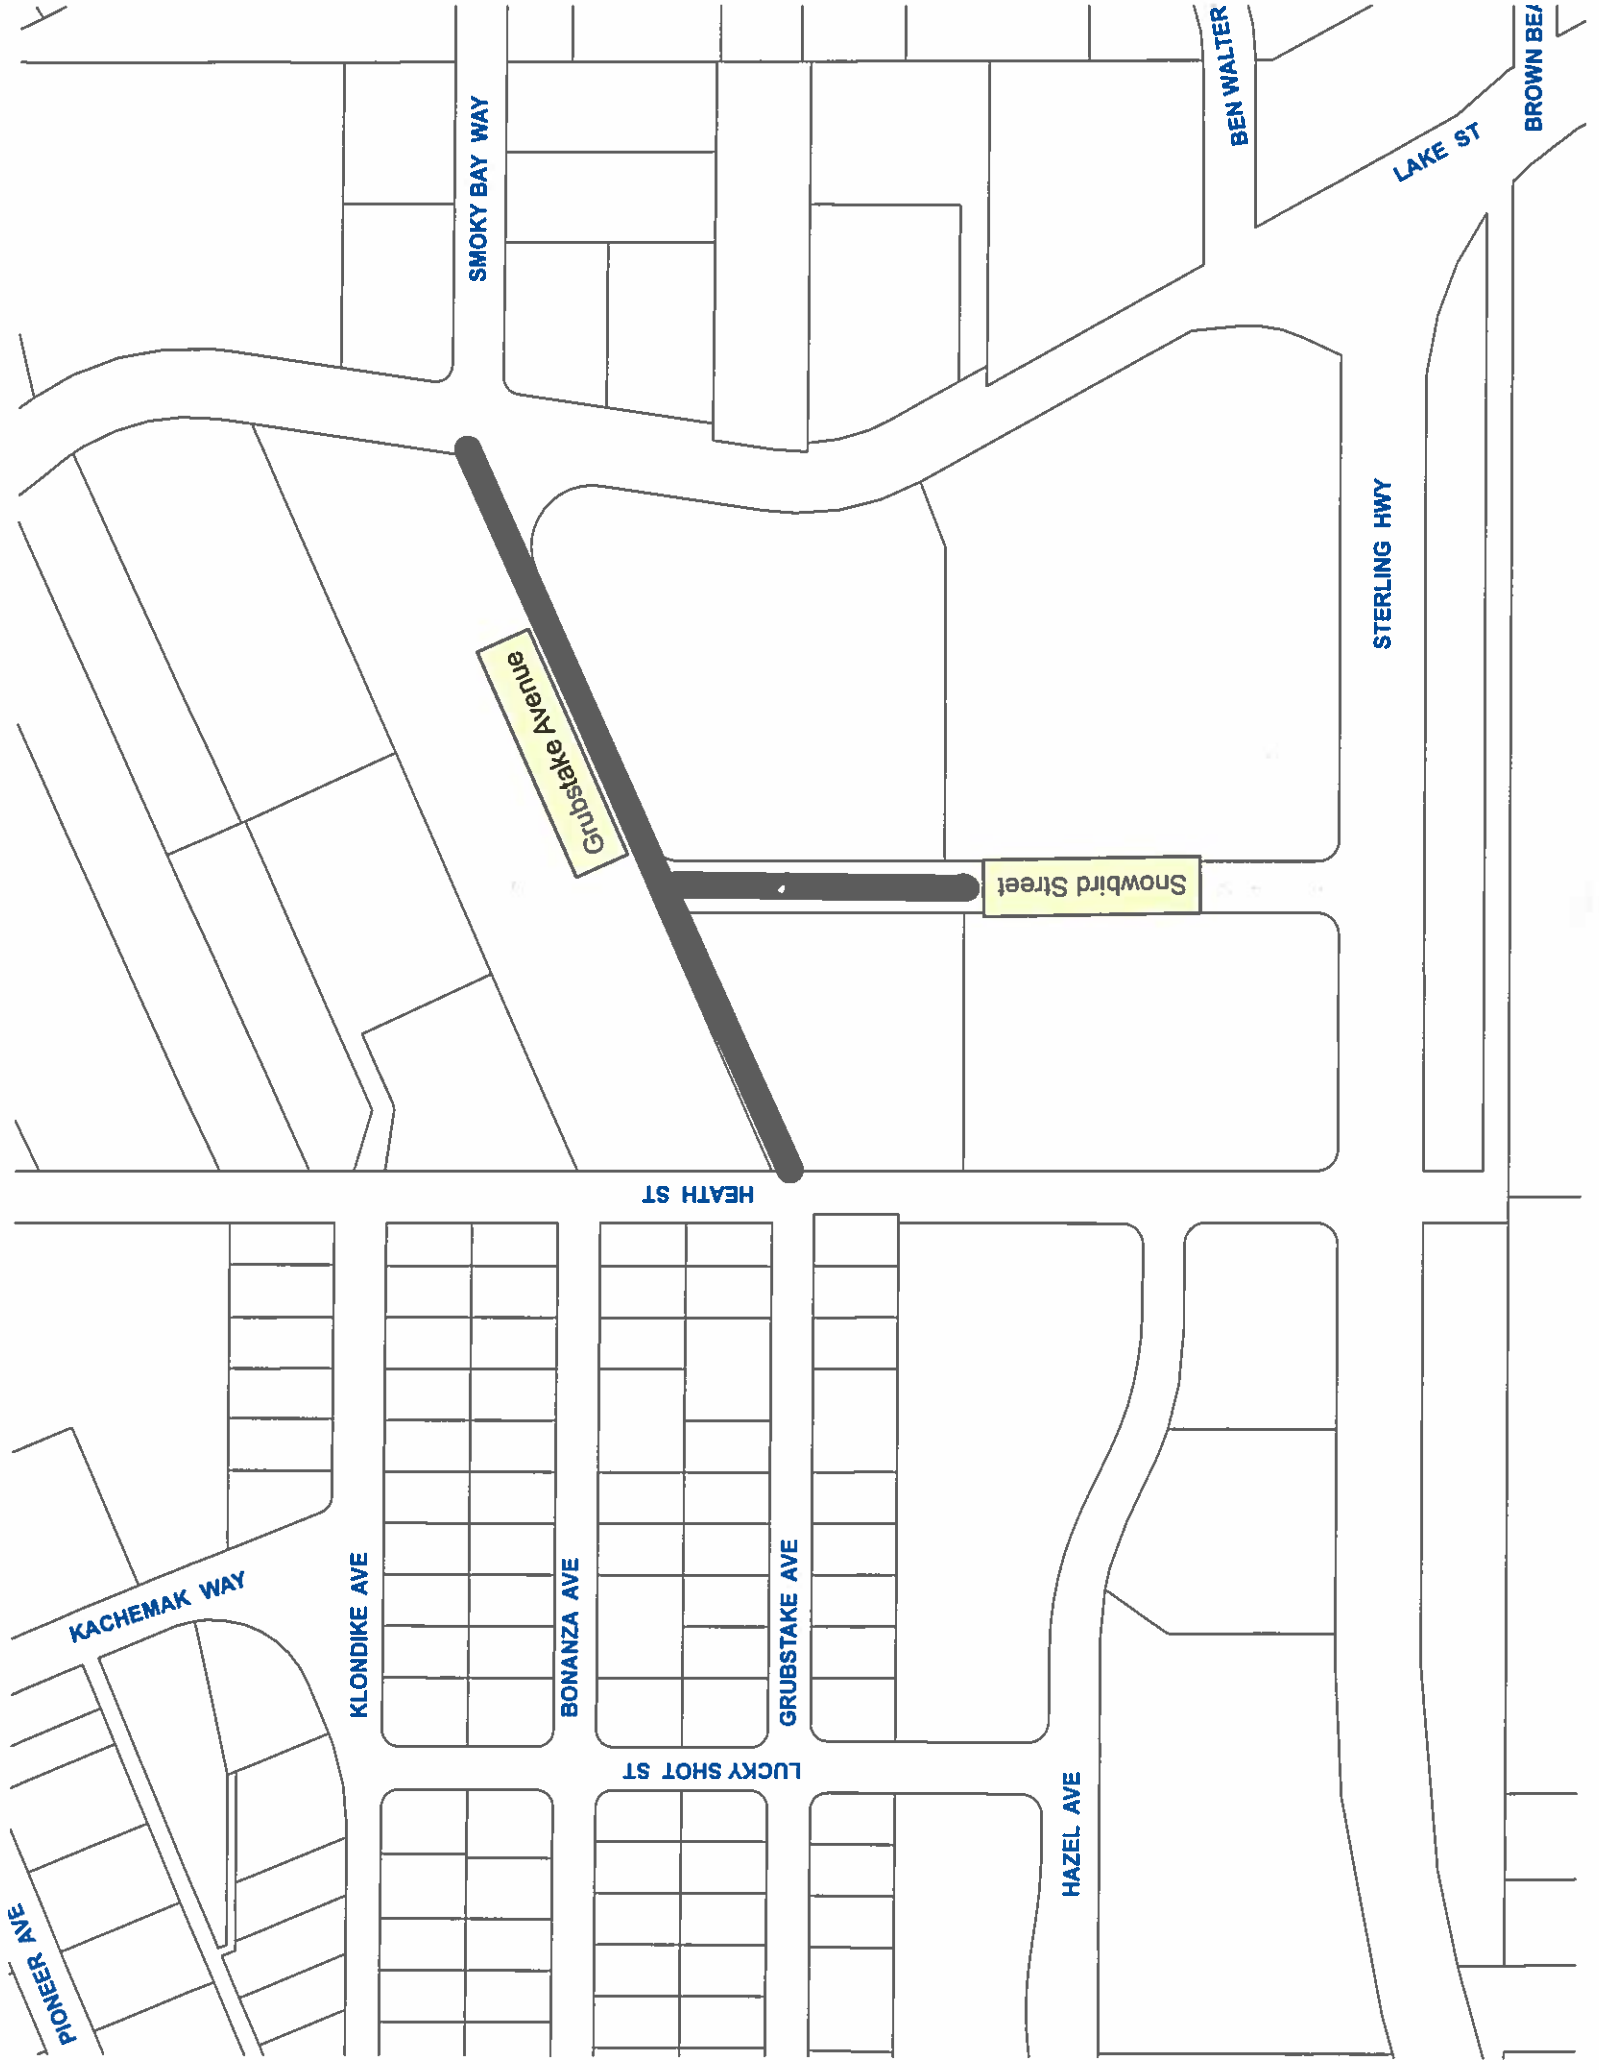 BEN WALTER
BROWN BEA
SMOKY BAY WAY
LAKE ST
STERLING HWY
Grubstake Avenue
Snowbird Street
HEATH ST
KACHEMAK WAY
KLONDIKE AVE
BONANZA AVE
GRUBSTAKE AVE
LUCKY SHOT ST
HAZEL AVE
PIONEER AVE